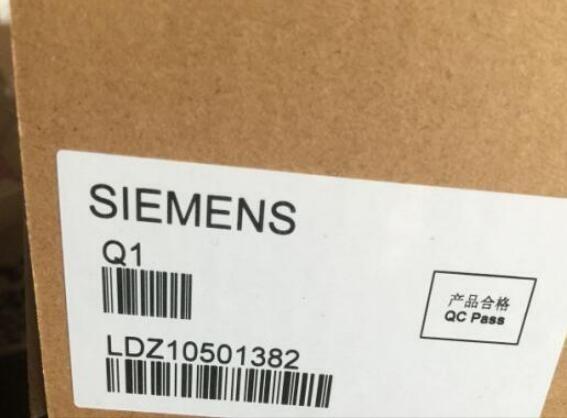 SIEMENS
Q1
产品合格
QC Pass
LDZ10501382